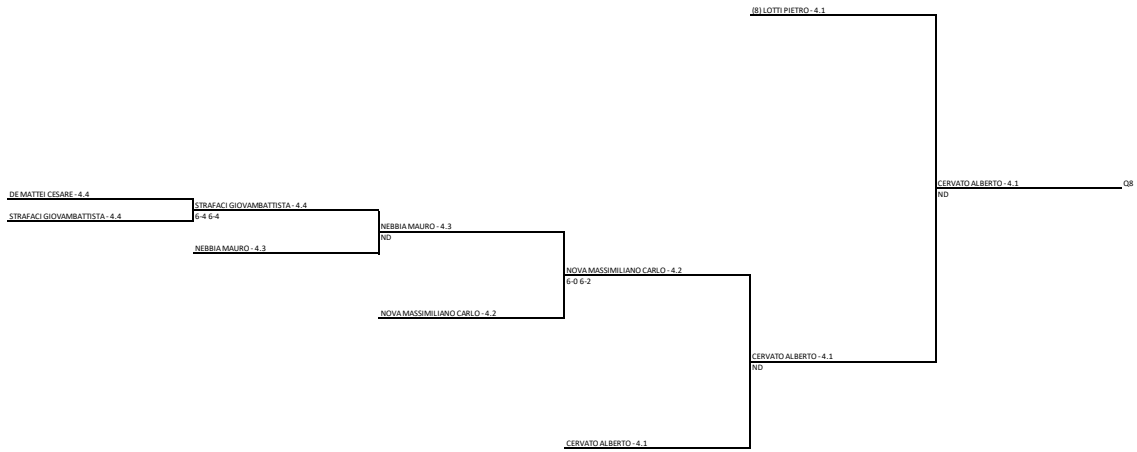 (8) LOTTI PIETRO - 4.1
CERVATO ALBERTO - 4.1
Q8
ND
DE MATTEI CESARE - 4.4
STRAFACI GIOVAMBATTISTA - 4.4
STRAFACI GIOVAMBATTISTA - 4.4
6-4 6-4
NEBBIA MAURO - 4.3
ND
NEBBIA MAURO - 4.3
NOVA MASSIMILIANO CARLO - 4.2
6-0 6-2
NOVA MASSIMILIANO CARLO - 4.2
CERVATO ALBERTO - 4.1
ND
CERVATO ALBERTO - 4.1